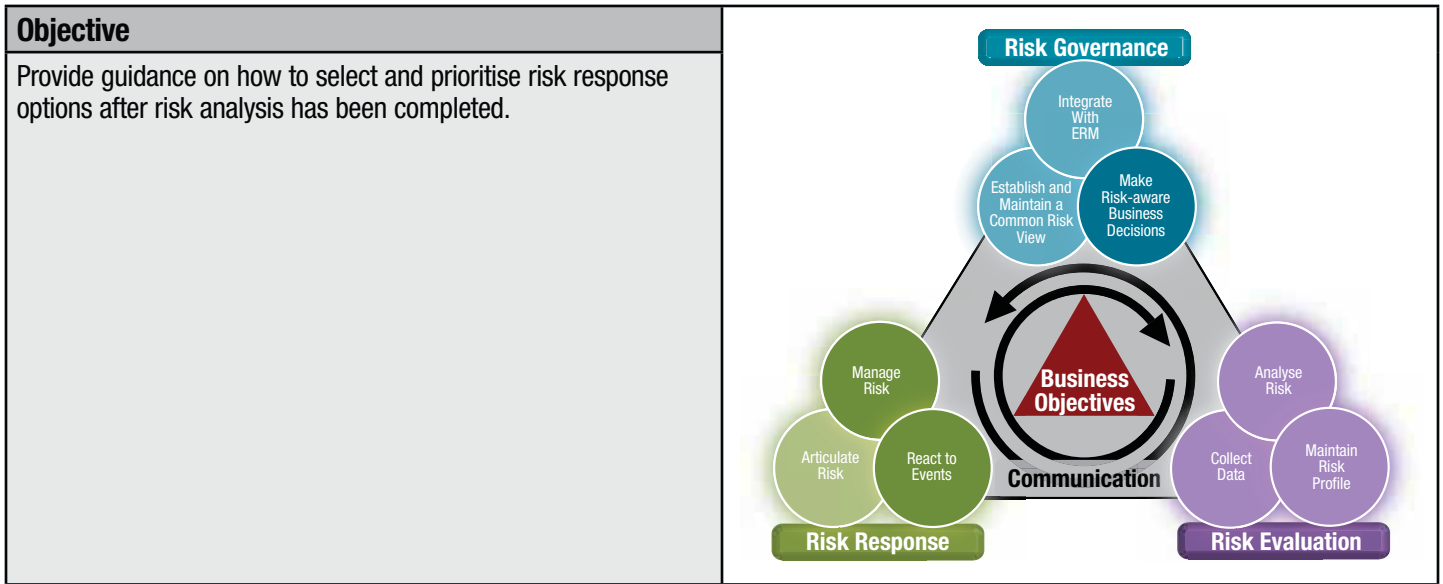 Objective
Provide guidance on how to select and prioritise risk response
options after risk analysis has been completed.
Risk Governance
Integrate
With
ERM
Establish and
Maintain a
Common Risk
View
Make
Risk-aware
Business
Decisions
Business
Objectives
Communication
Manage
Risk
Articulate
Risk
React to
Events
Risk Response
Analyse
Risk
Collect
Data
Maintain
Risk
Profile
Risk Evaluation